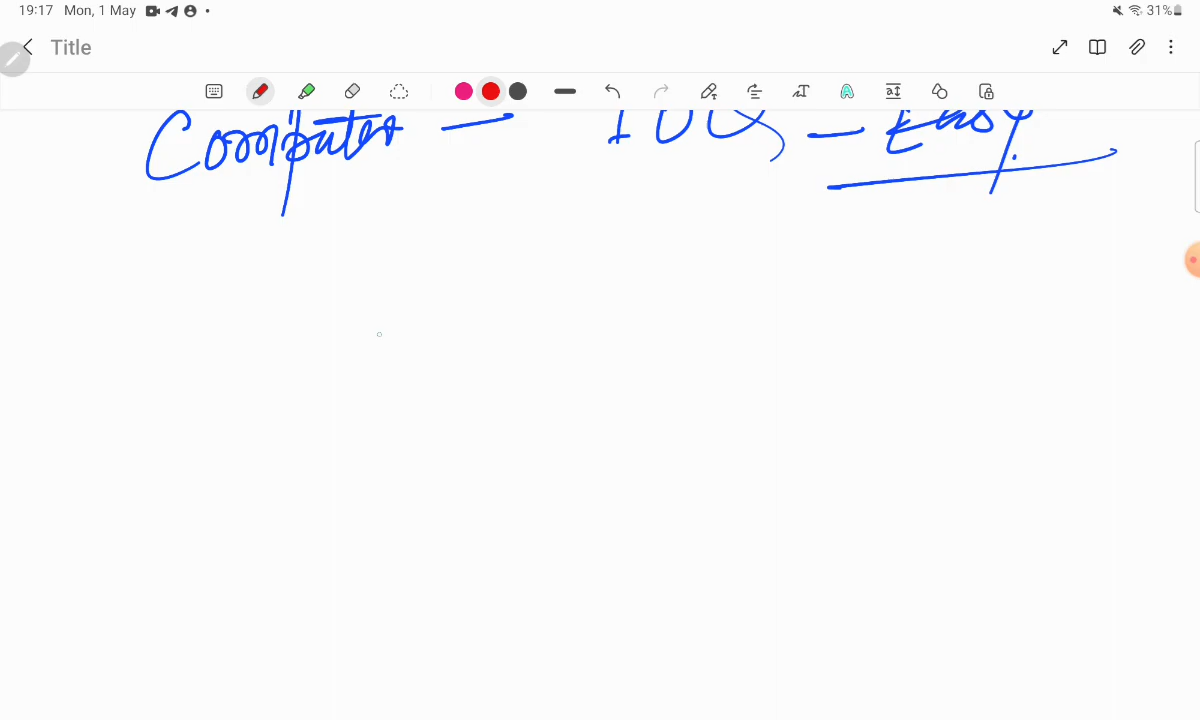 19:17 Mon, 1 May 31%
Title
Computer — 10Q — Easy